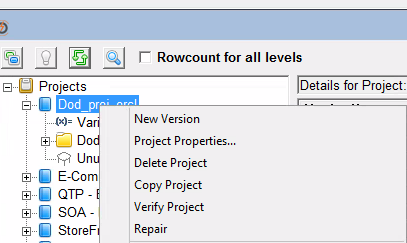 Rowcount for all levels
Projects
Details for Project:
Dod_proj_orcl
New Version
(x)= Vari
Project Properties...
Dod
Delete Project
Unu
Copy Project
E-Com
QTP - E
Verify Project
SOA -
StoreFr
Repair